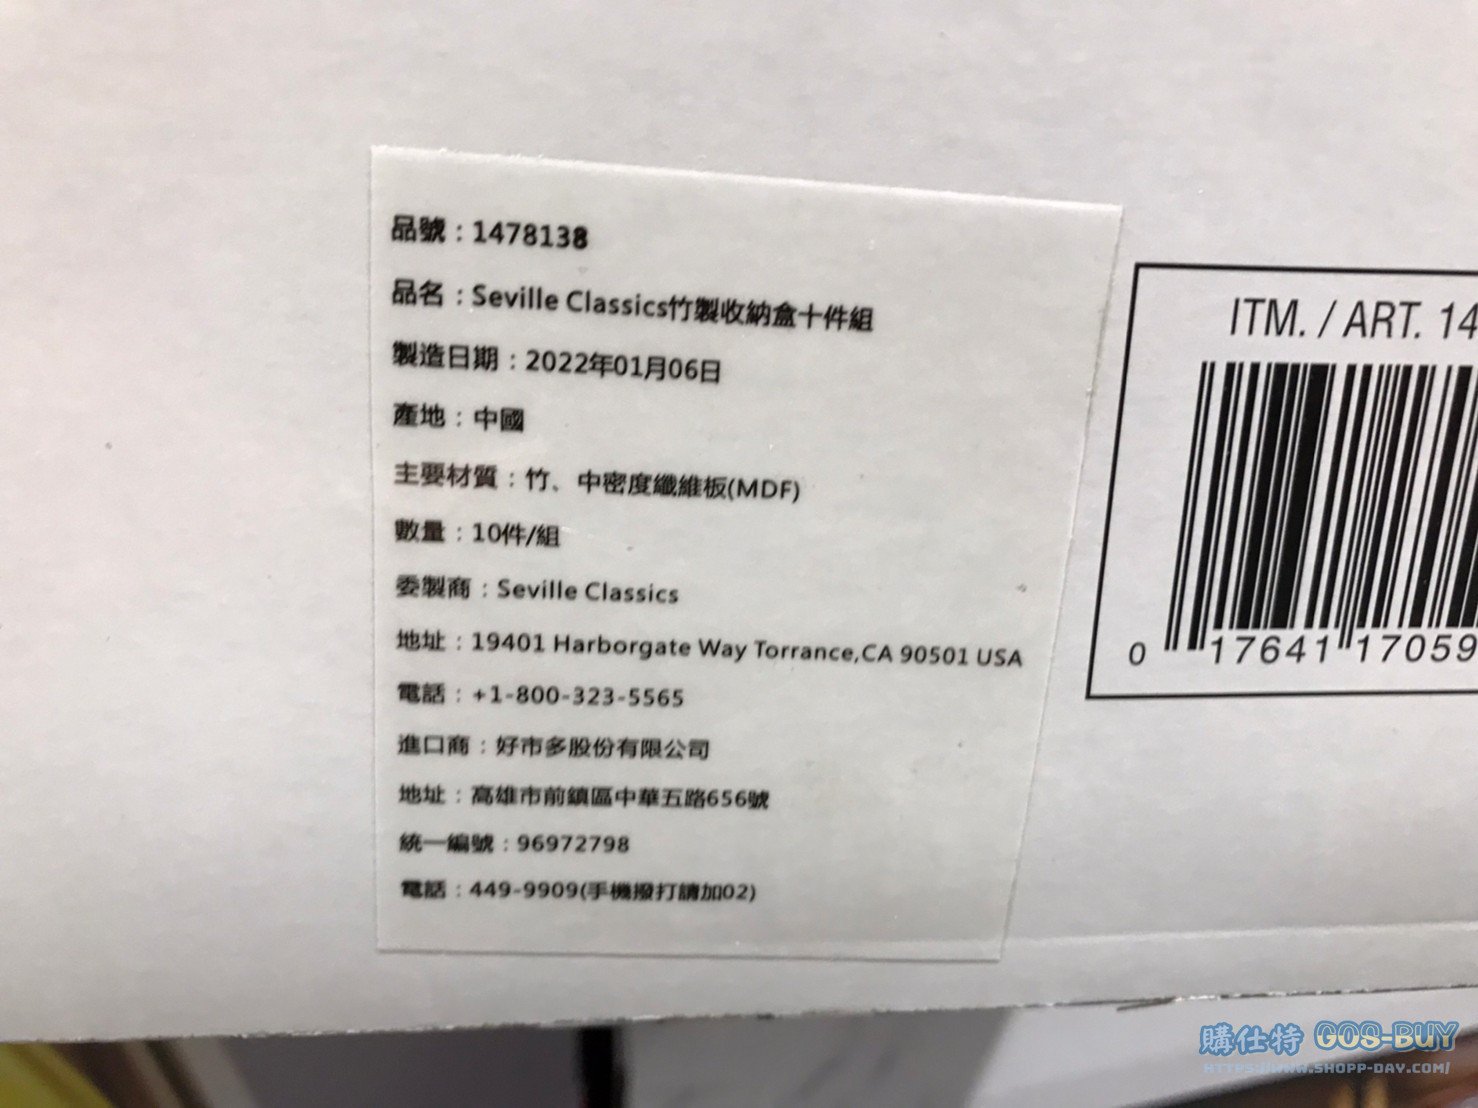 品號：1478138
品名：Seville Classics竹製收納盒十件組
製造日期：2022年01月06日
產地：中國
主要材質：竹、中密度纖維板(MDF)
數量：10件/組
委製商：Seville Classics
地址：19401 Harborgate Way Torrance,CA 90501 USA
電話：+1-800-323-5565
進口商：好市多股份有限公司
地址：高雄市前鎮區中華五路656號
統一編號：96972798
電話：449-9909(手機撥打請加02)
ITM. / ART. 14
0 17641 17059
購仕特 GOS-BUY
HTTPS://WWW.SHOPP-DAY.COM/